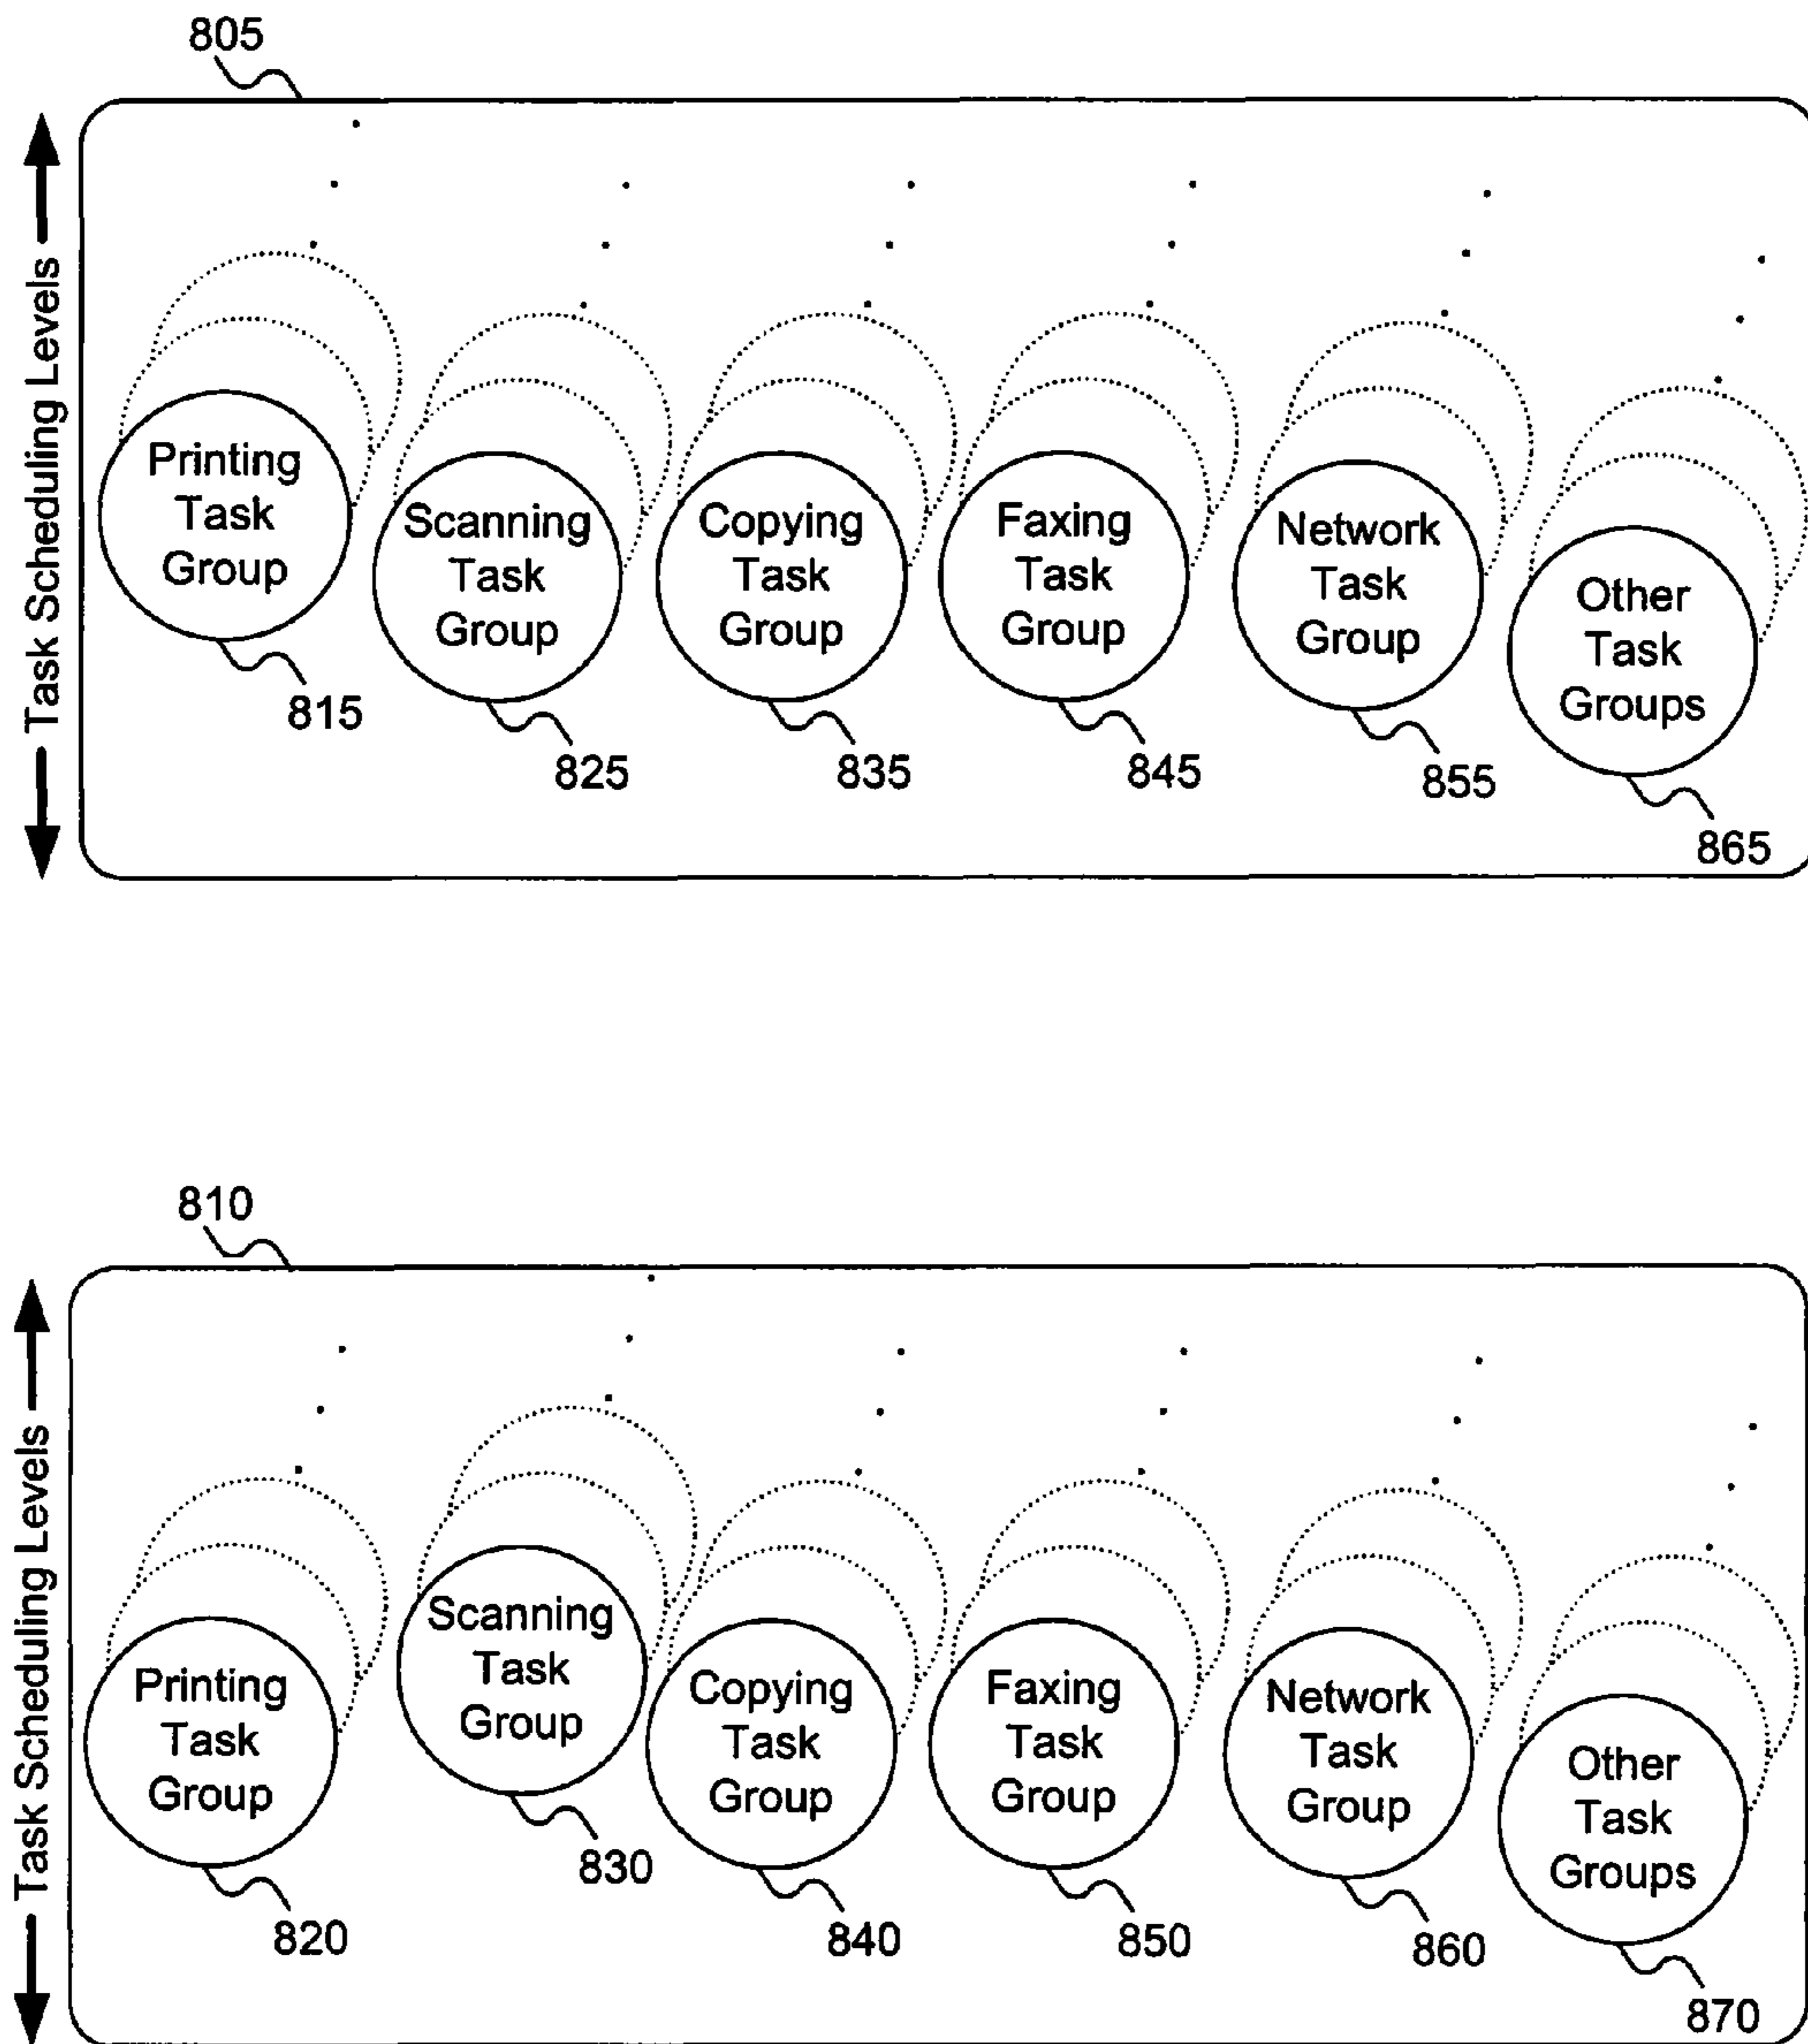 805
Task Scheduling Levels
Printing
Task
Group
815
Scanning
Task
Group
825
Copying
Task
Group
835
Faxing
Task
Group
845
Network
Task
Group
855
Other
Task
Groups
865
810
Task Scheduling Levels
Printing
Task
Group
820
Scanning
Task
Group
830
Copying
Task
Group
840
Faxing
Task
Group
850
Network
Task
Group
860
Other
Task
Groups
870